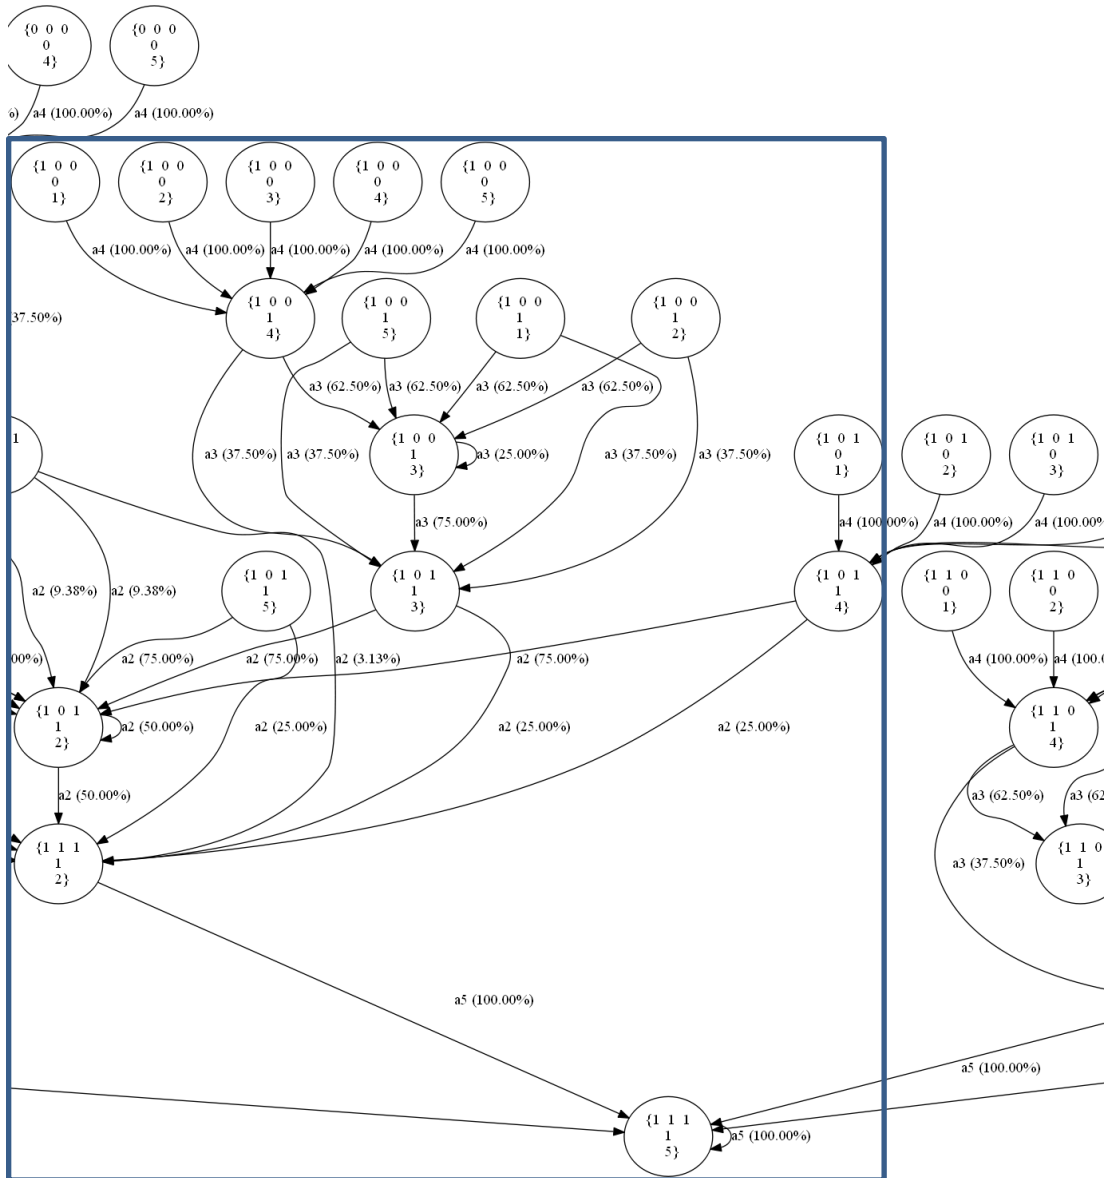 {0 0 0
0
4}
{0 0 0
0
5}
%)
a4 (100.00%)
a4 (100.00%)
{1 0 0
0
1}
{1 0 0
0
2}
{1 0 0
0
3}
{1 0 0
0
4}
{1 0 0
0
5}
a4 (100.00%)
a4 (100.00%)
a4 (100.00%)
a4 (100.00%)
a4 (100.00%)
37.50%)
{1 0 0
1
4}
{1 0 0
1
5}
{1 0 0
1
1}
{1 0 0
1
2}
a3 (62.50%)
a3 (62.50%)
a3 (62.50%)
a3 (62.50%)
1
a3 (37.50%)
a3 (37.50%)
{1 0 0
1
3}
a3 (25.00%)
a3 (37.50%)
a3 (37.50%)
{1 0 1
0
1}
{1 0 1
0
2}
{1 0 1
0
3}
a3 (75.00%)
a4 (100.00%)
a4 (100.00%)
a4 (100.00%
a2 (9.38%)
a2 (9.38%)
{1 0 1
1
5}
{1 0 1
1
3}
{1 0 1
1
4}
{1 1 0
0
1}
{1 1 0
0
2}
00%)
a2 (75.00%)
a2 (75.00%)
a2 (3.13%)
a2 (75.00%)
a4 (100.00%)
a4 (100.0
{1 0 1
1
2}
a2 (50.00%)
a2 (25.00%)
a2 (25.00%)
a2 (25.00%)
{1 1 0
1
4}
a2 (50.00%)
a3 (62.50%)
a3 (62
{1 1 1
1
2}
a3 (37.50%)
{1 1 0
1
3}
a5 (100.00%)
a5 (100.00%)
{1 1 1
1
5}
a5 (100.00%)